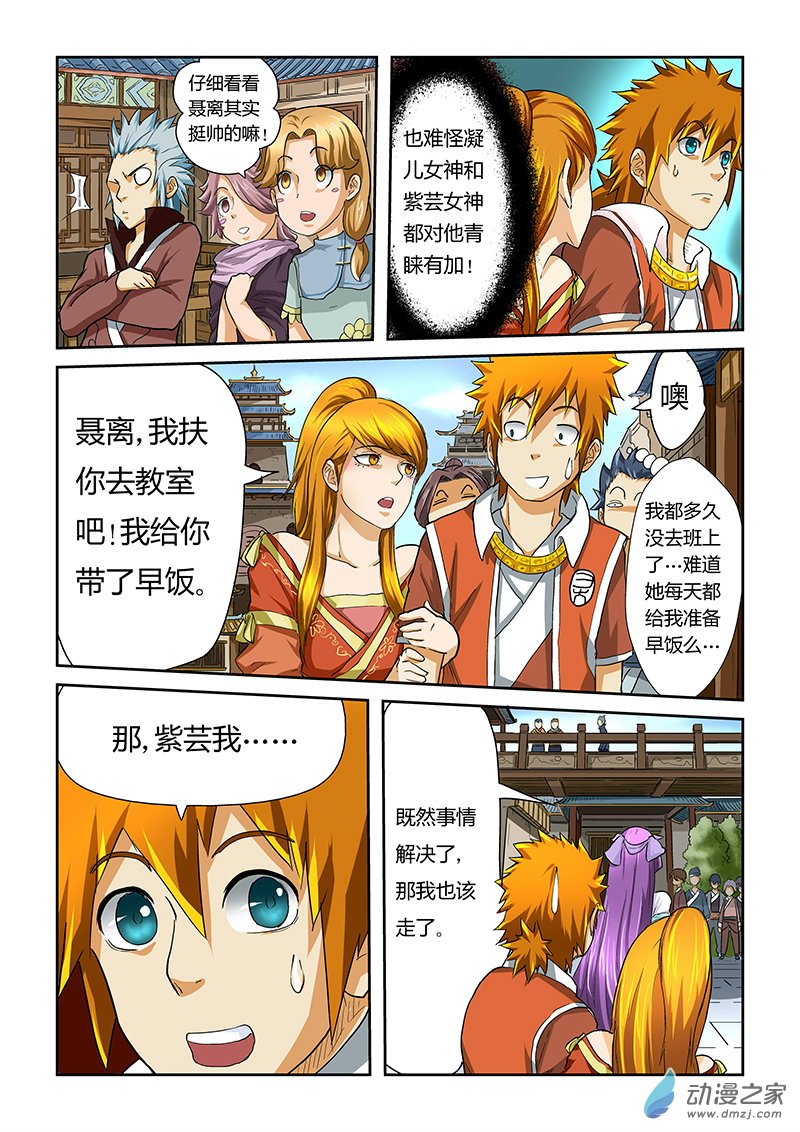 仔细看看
聂离其实
挺帅的嘛!
也难怪凝
儿女神和
紫芸女神
都对他青
睐有加!
聂离,我扶
你去教室
吧!我给你
带了早饭。
噢
我都多久
没去班上
了…难道
她每天都
给我准备
早饭么…
那,紫芸我……
既然事情
解决了,
那我也该
走了。
动漫之家
www.dmzj.com